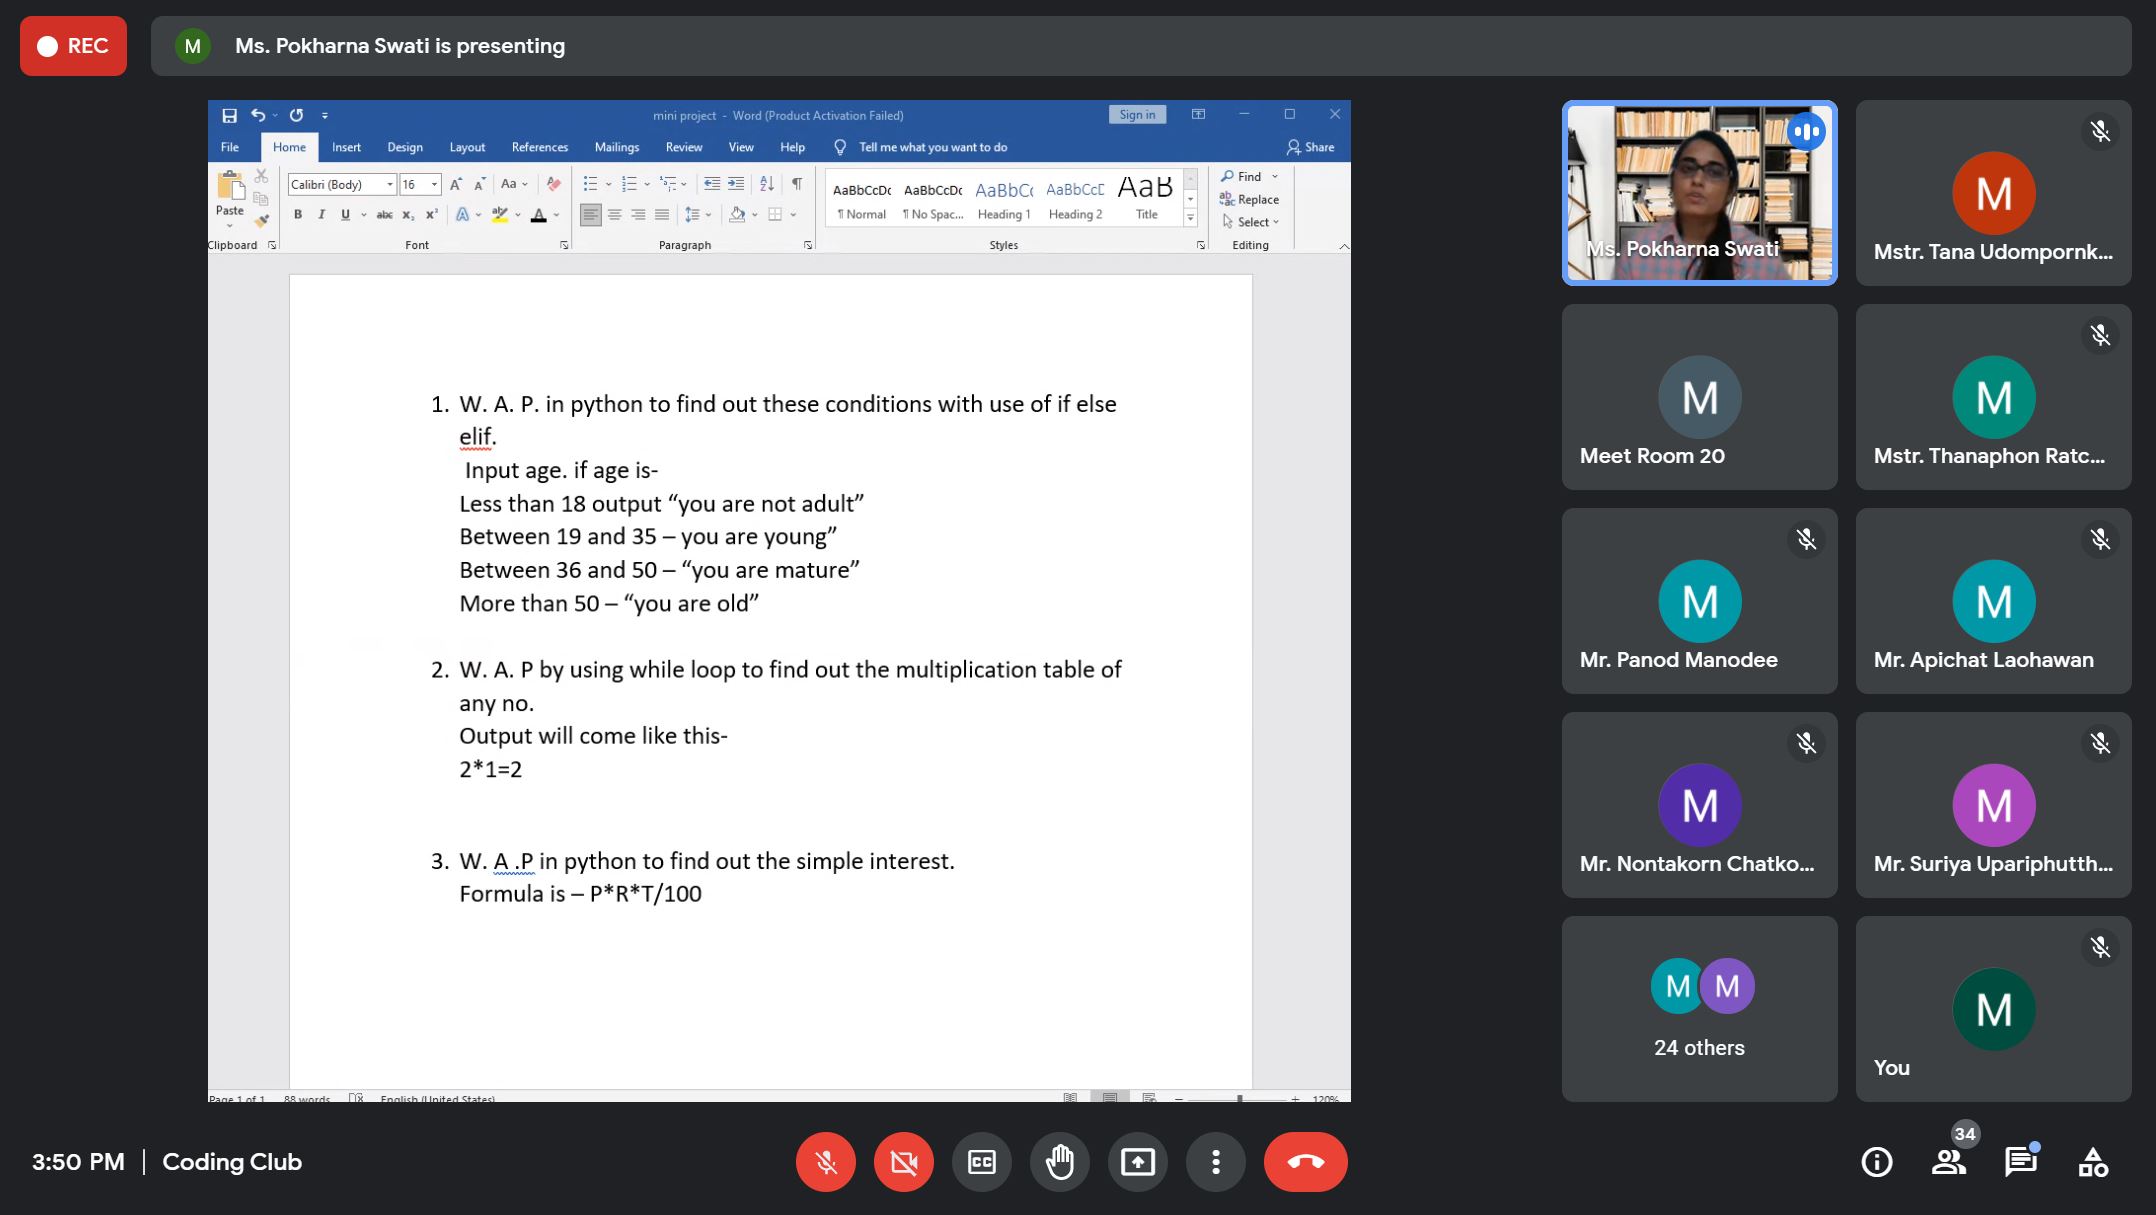 REC
M
Ms. Pokharna Swati is presenting
mini project - Word (Product Activation Failed)
Sign in
File Home Insert Design Layout References Mailings Review View Help Tell me what you want to do Share
Calibri (Body) 16 Aa
Paste
B I U abc x₂ x² A A
AaBbCcDc AaBbCcDc AaBbCc AaBbCcE AaB
¶ Normal ¶ No Spac... Heading 1 Heading 2 Title
Find
Replace
Select
Clipboard Font Paragraph Styles Editing
1. W. A. P. in python to find out these conditions with use of if else
elif.
Input age. if age is-
Less than 18 output “you are not adult”
Between 19 and 35 – you are young”
Between 36 and 50 – “you are mature”
More than 50 – “you are old”
2. W. A. P by using while loop to find out the multiplication table of
any no.
Output will come like this-
2*1=2
3. W. A .P in python to find out the simple interest.
Formula is – P*R*T/100
Page 1 of 1 88 words English (United States) 120%
Ms. Pokharna Swati
M
Mstr. Tana Udompornk...
M
Meet Room 20
M
Mstr. Thanaphon Ratc...
M
Mr. Panod Manodee
M
Mr. Apichat Laohawan
M
Mr. Nontakorn Chatko...
M
Mr. Suriya Upariphutth...
M M
24 others
M
You
3:50 PM | Coding Club
CC
34